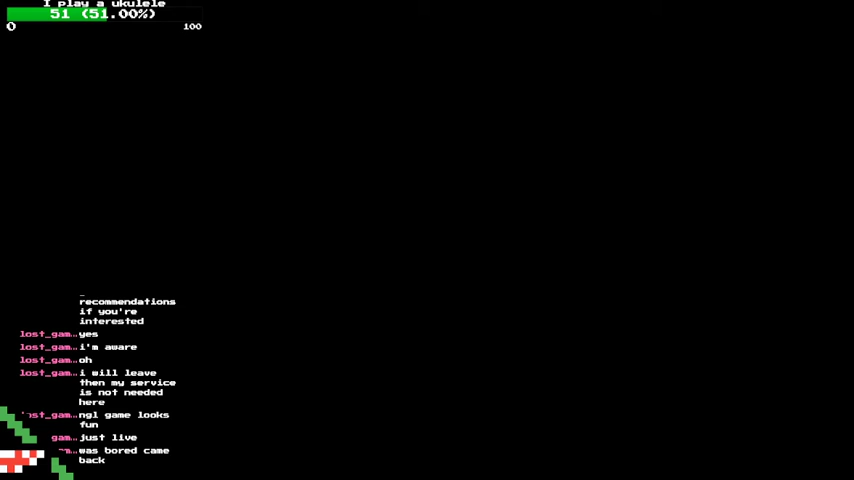 I play a ukulele
51 (51.00%)
0 100
recommendations
if you're
interested
lost_gam…yes
lost_gam…i'm aware
lost_gam…oh
lost_gam…i will leave
then my service
is not needed
here
ngl game looks
fun
gam…just live
was bored came
back